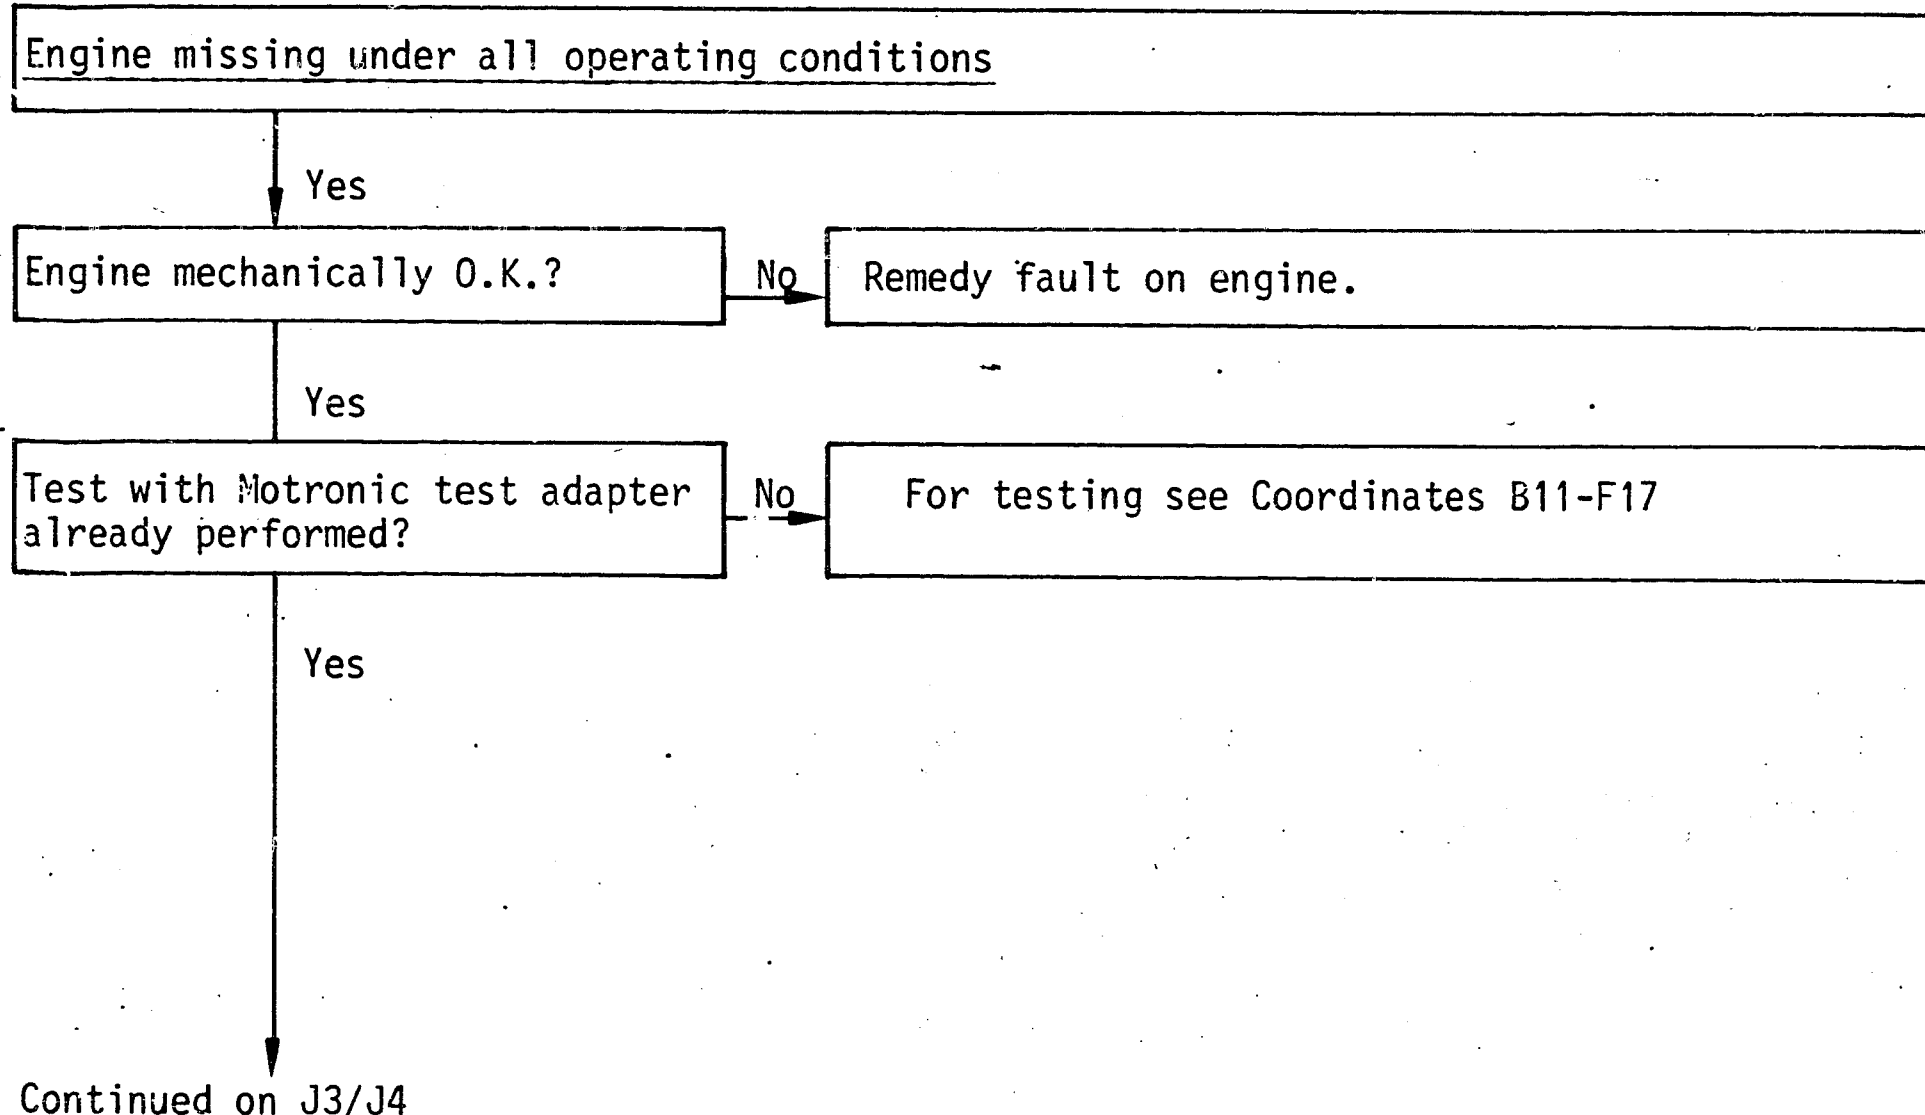 Engine missing under all operating conditions
Yes
Engine mechanically O.K.?
No
Remedy fault on engine.
Yes
Test with Motronic test adapter
already performed?
No
For testing see Coordinates B11-F17
Yes
Continued on J3/J4